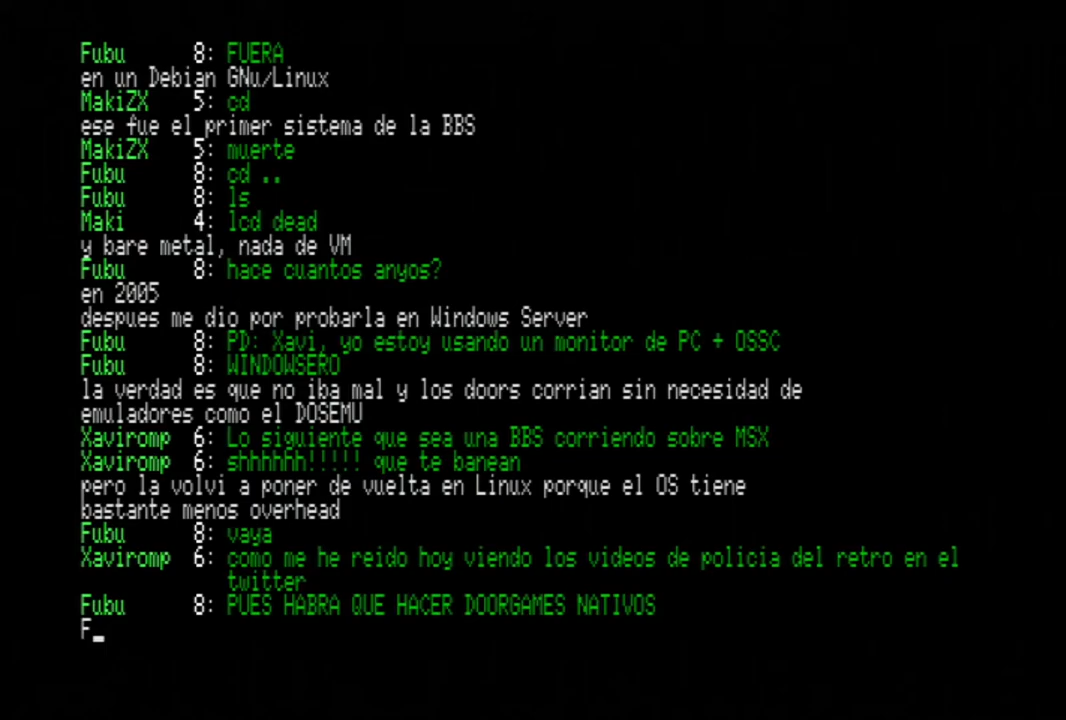 Fubu 8: FUERA
en un Debian GNu/Linux
MakiZX 5: cd
ese fue el primer sistema de la BBS
MakiZX 5: muerte
Fubu 8: cd ..
Fubu 8: ls
Maki 4: lcd dead
y bare metal, nada de VM
Fubu 8: hace cuantos anyos?
en 2005
despues me dio por probarla en Windows Server
Fubu 8: PD: Xavi, yo estoy usando un monitor de PC + OSSC
Fubu 8: WINDOWSERO
la verdad es que no iba mal y los doors corrian sin necesidad de
emuladores como el DOSEMU
Xaviromp 6: Lo siguiente que sea una BBS corriendo sobre MSX
Xaviromp 6: shhhhhh!!!!! que te banean
pero la volvi a poner de vuelta en Linux porque el OS tiene
bastante menos overhead
Fubu 8: vaya
Xaviromp 6: como me he reido hoy viendo los videos de policia del retro en el
twitter
Fubu 8: PUES HABRA QUE HACER DOORGAMES NATIVOS
F_